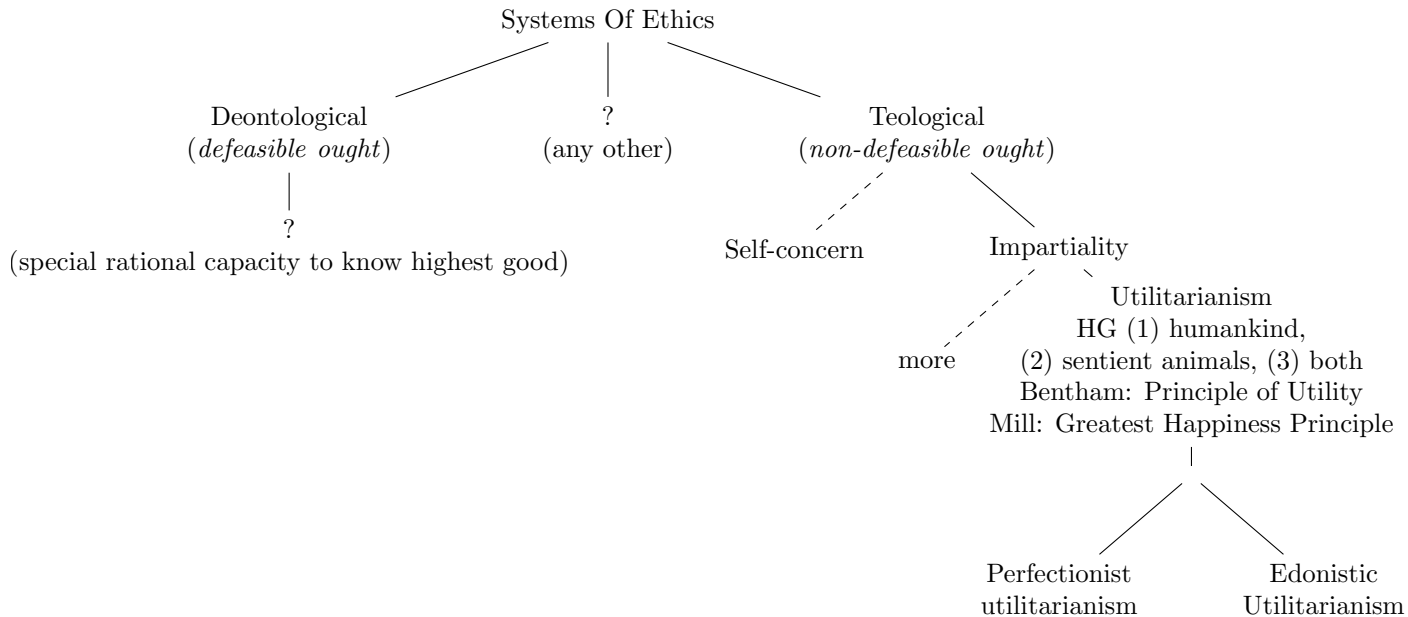 Systems Of Ethics
Deontological
(defeasible ought)
?
(any other)
Teological
(non-defeasible ought)
?
(special rational capacity to know highest good)
Self-concern
Impartiality
more
Utilitarianism
HG (1) humankind,
(2) sentient animals, (3) both
Bentham: Principle of Utility
Mill: Greatest Happiness Principle
Perfectionist
utilitarianism
Edonistic
Utilitarianism